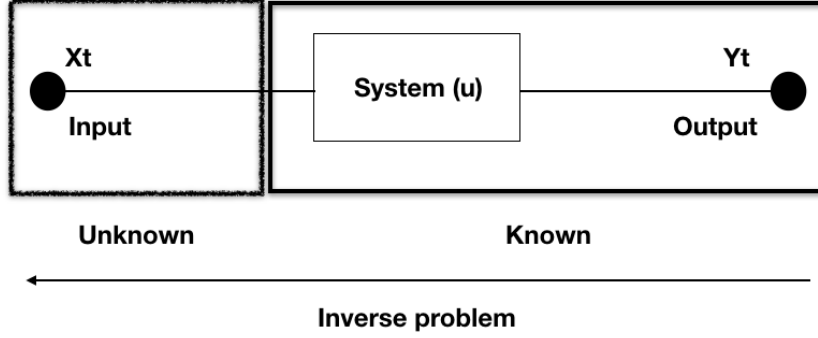 Xt
Yt
System (u)
Input
Output
Unknown
Known
Inverse problem